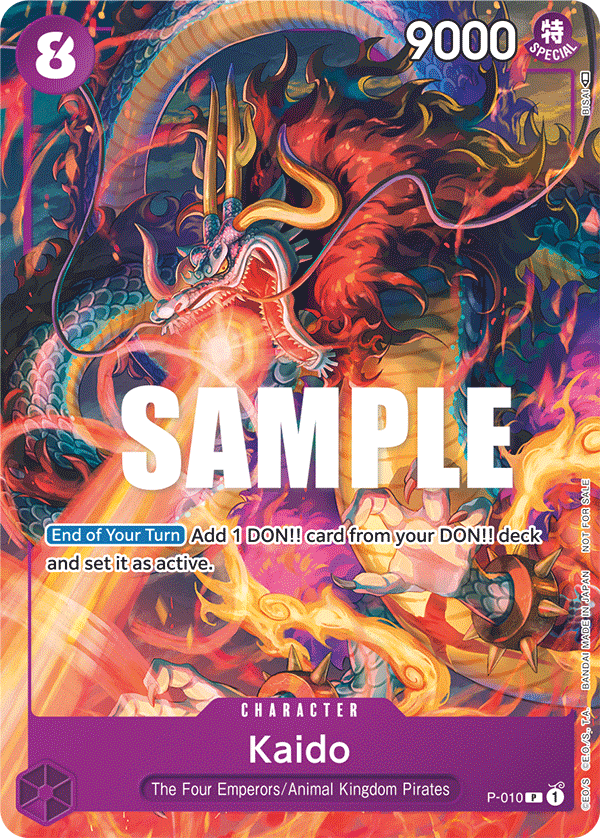 8
9000
特
SPECIAL
BISAI
SAMPLE
End of Your Turn Add 1 DON!! card from your DON!! deck
and set it as active.
©E.O./S ©E.O./S., T.A. BANDAI MADE IN JAPAN NOT FOR SALE
CHARACTER
Kaido
The Four Emperors/Animal Kingdom Pirates
P-010 P 1